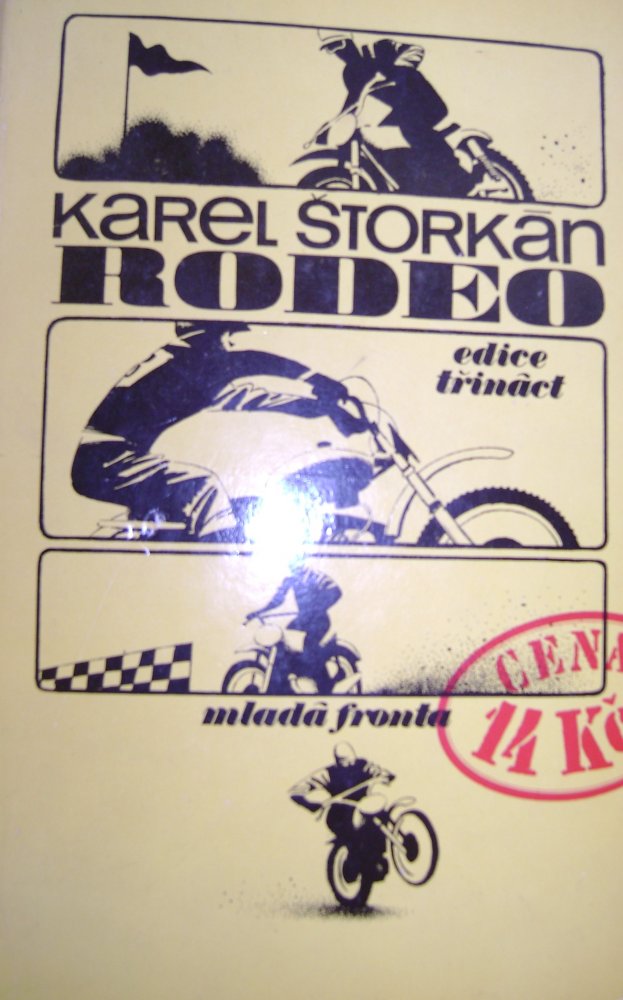 Karel Štorkán
RODEO
edice
třináct
mladá fronta
CENA
14 Kč